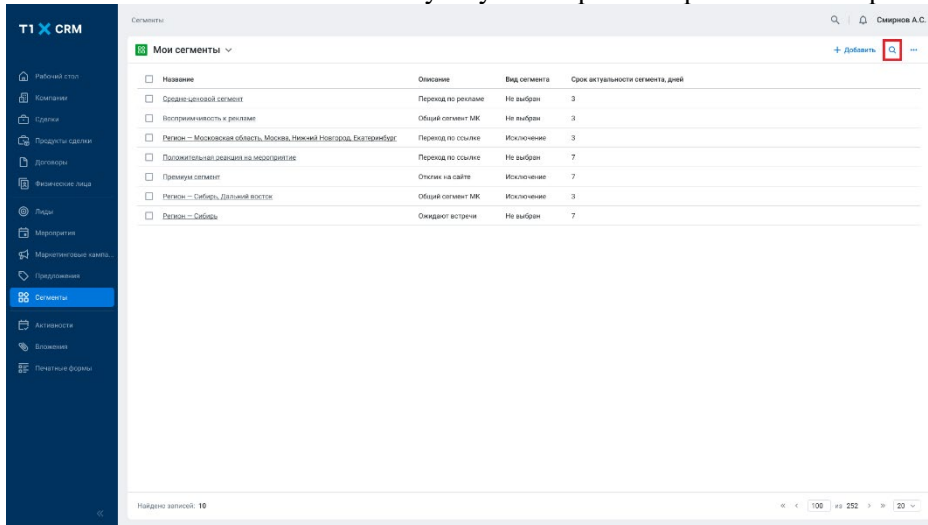 T1 CRM
Сегменты
Смирнов А.С.
Мои сегменты
+ Добавить
Рабочий стол
Компании
Сделки
Продукты сделки
Договоры
Физические лица
Лиды
Мероприятия
Маркетинговые кампа...
Предложения
Сегменты
Активности
Вложения
Печатные формы
Название Описание Вид сегмента Срок актуальности сегмента, дней
Средне-ценовой сегмент Переход по рекламе Не выбран 3
Восприимчивость к рекламе Общий сегмент МК Не выбран 3
Регион — Московская область, Москва, Нижний Новгород, Екатеринбург Переход по ссылке Исключение 3
Положительная реакция на мероприятие Переход по ссылке Не выбран 7
Премиум сегмент Отклик на сайте Исключение 7
Регион — Сибирь, Дальний восток Общий сегмент МК Исключение 3
Регион — Сибирь Ожидают встречи Не выбран 7
Найдено записей: 10
« < 100 из 252 > » 20